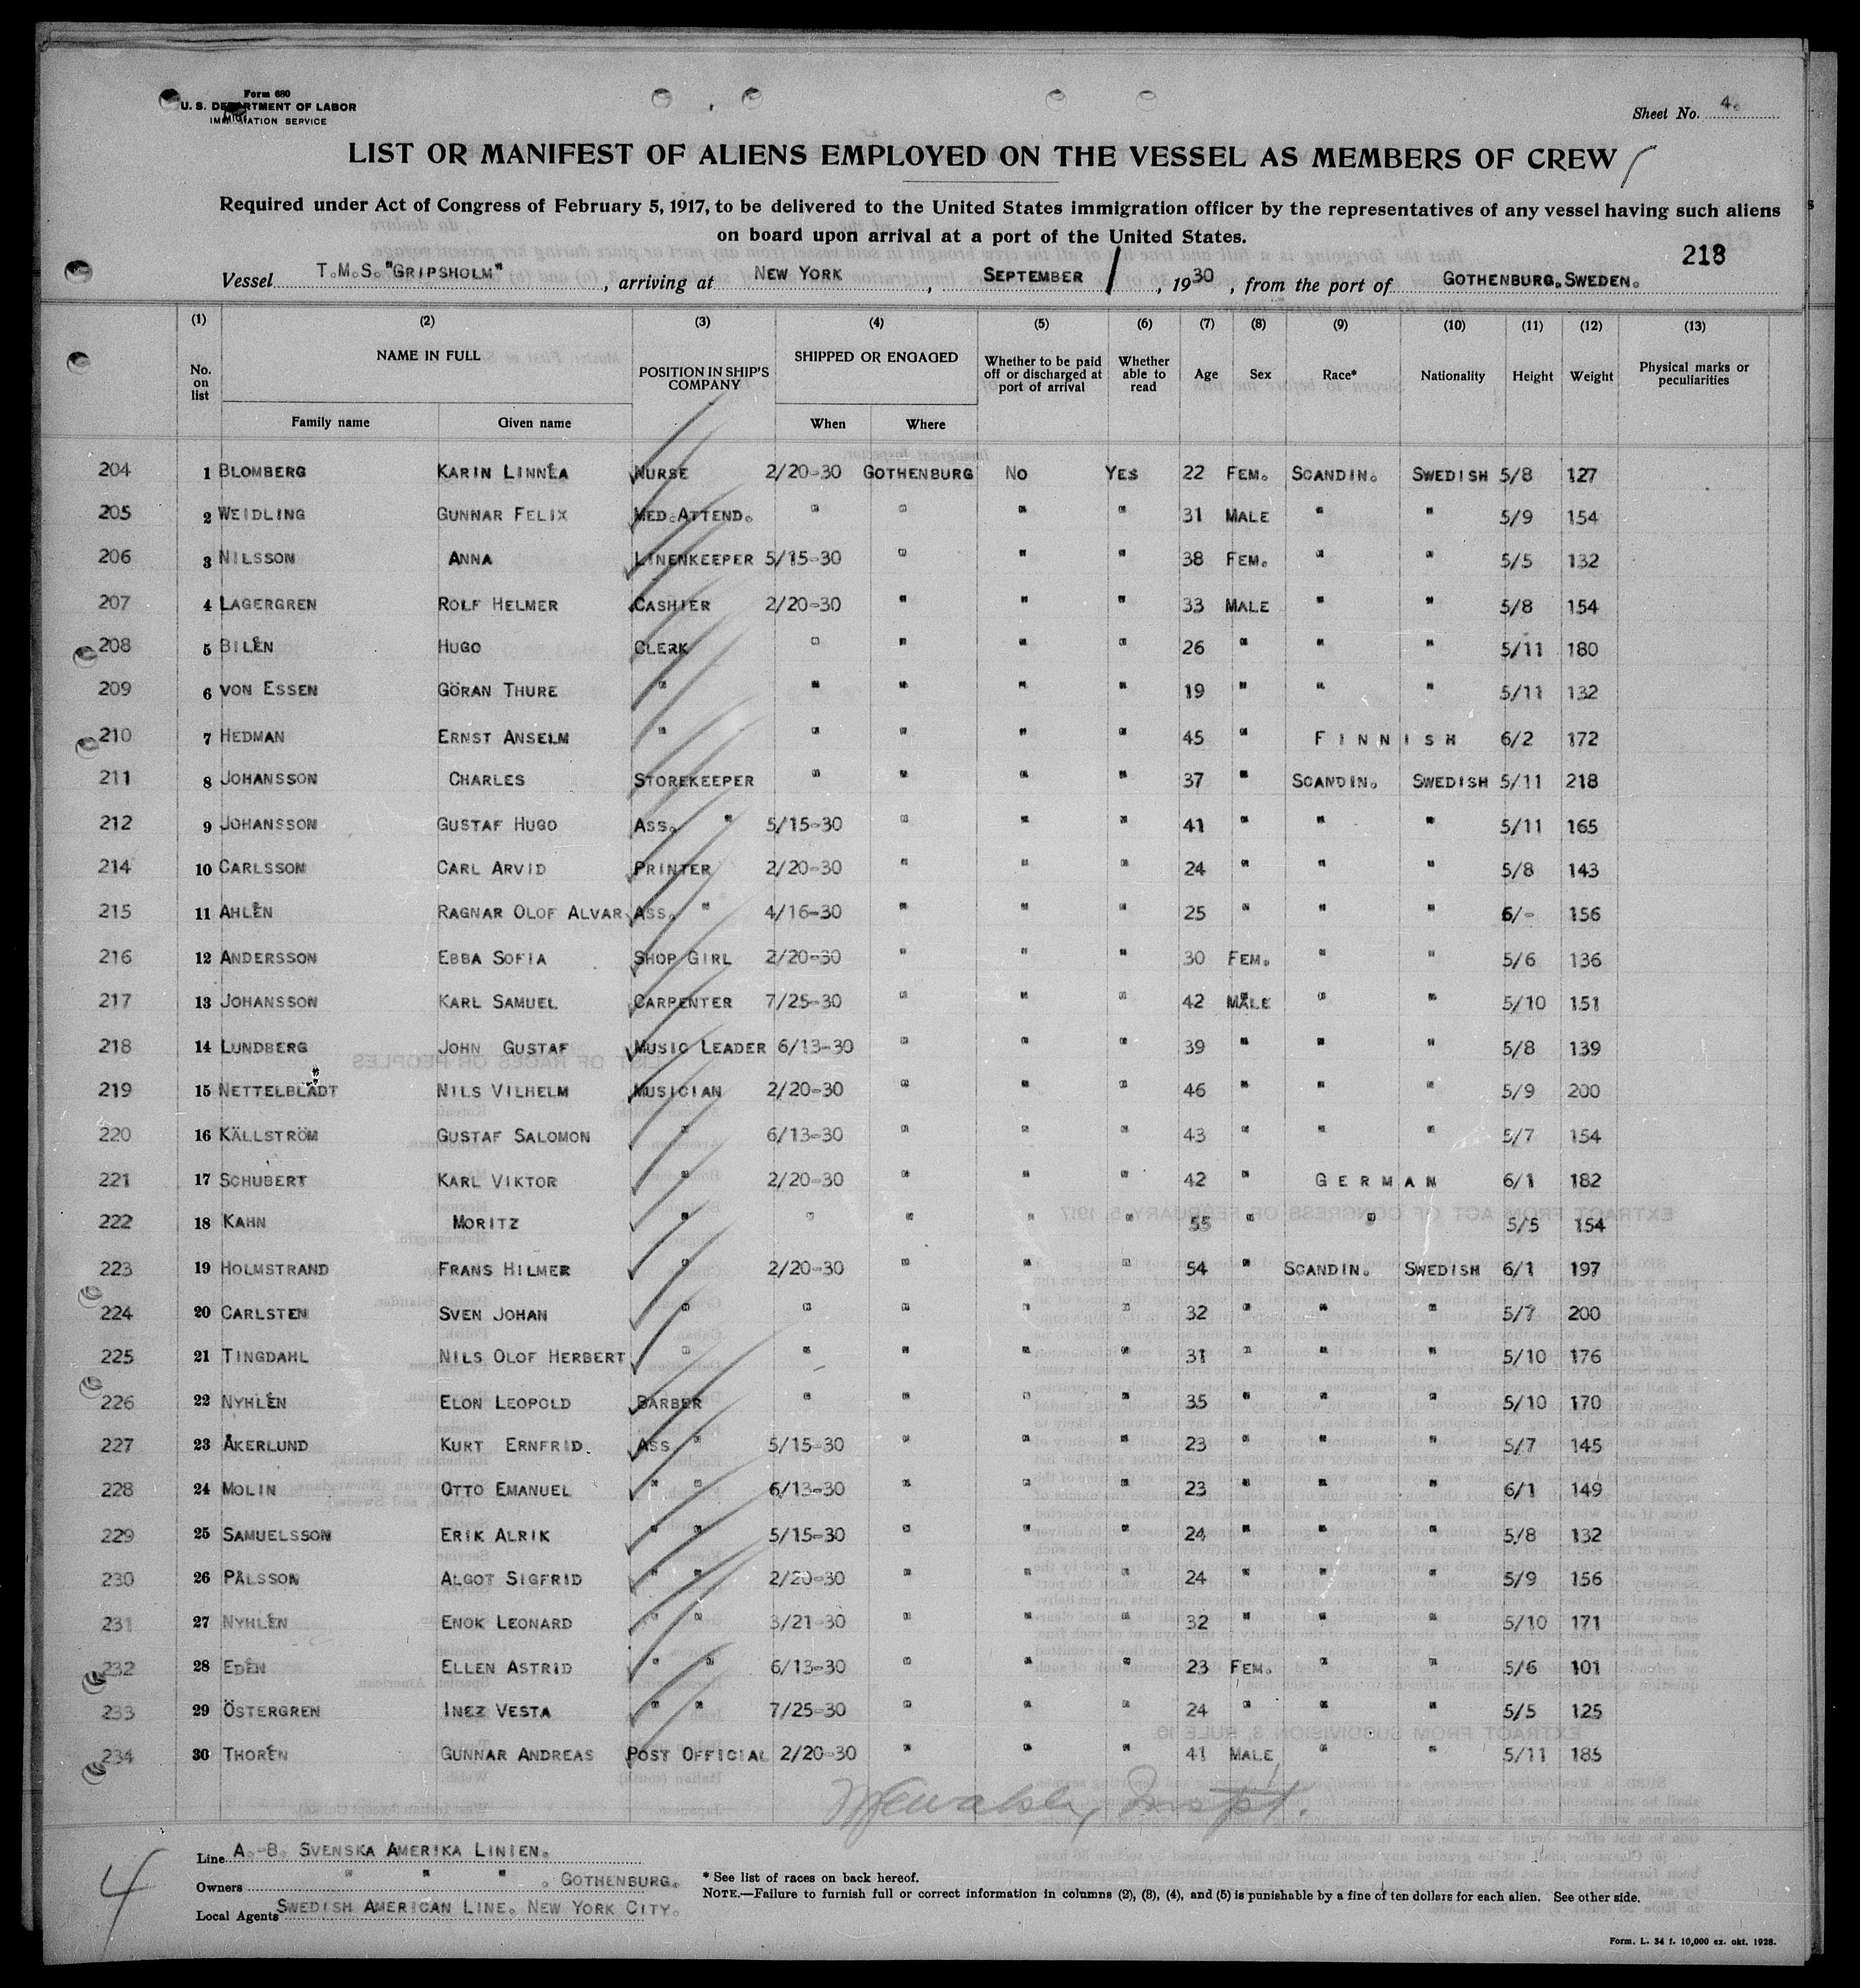 Form 680
U. S. DEPARTMENT OF LABOR
IMMIGRATION SERVICE
Sheet No. 4.
LIST OR MANIFEST OF ALIENS EMPLOYED ON THE VESSEL AS MEMBERS OF CREW
Required under Act of Congress of February 5, 1917, to be delivered to the United States immigration officer by the representatives of any vessel having such aliens
on board upon arrival at a port of the United States.
218
Vessel T.M.S. "GRIPSHOLM", arriving at NEW YORK, SEPTEMBER 1, 1930, from the port of GOTHENBURG. SWEDEN.
(1) (2) (3) (4) (5) (6) (7) (8) (9) (10) (11) (12) (13)
No. on list NAME IN FULL POSITION IN SHIP'S COMPANY SHIPPED OR ENGAGED Whether to be paid off or discharged at port of arrival Whether able to read Age Sex Race* Nationality Height Weight Physical marks or peculiarities
Family name Given name When Where
204 1 BLOMBERG KARIN LINNÉA NURSE 2/20-30 GOTHENBURG NO YES 22 FEM. SCANDIN. SWEDISH 5/8 127
205 2 WEIDLING GUNNAR FELIX MED. ATTEND. " " " " 31 MALE " " 5/9 154
206 3 NILSSON ANNA LINENKEEPER 5/15-30 " " " 38 FEM. " " 5/5 132
207 4 LAGERGREN ROLF HELMER CASHIER 2/20-30 " " " 33 MALE " " 5/8 154
208 5 BILÉN HUGO CLERK " " " " 26 " " " 5/11 180
209 6 VON ESSEN GÖRAN THURE " " " " " 19 " " " 5/11 132
210 7 HEDMAN ERNST ANSELM " " " " " 45 " FINNISH 6/2 172
211 8 JOHANSSON CHARLES STOREKEEPER " " " " 37 " SCANDIN. SWEDISH 5/11 218
212 9 JOHANSSON GUSTAF HUGO ASS. " 5/15-30 " " " 41 " " " 5/11 165
214 10 CARLSSON CARL ARVID PRINTER 2/20-30 " " " 24 " " " 5/8 143
215 11 AHLÉN RAGNAR OLOF ALVAR ASS. " 4/16-30 " " " 25 " " " 6/- 156
216 12 ANDERSSON EBBA SOFIA SHOP GIRL 2/20-30 " " " 30 FEM. " " 5/6 136
217 13 JOHANSSON KARL SAMUEL CARPENTER 7/25-30 " " " 42 MALE " " 5/10 151
218 14 LUNDBERG JOHN GUSTAF MUSIC LEADER 6/13-30 " " " 39 " " " 5/8 139
219 15 NETTELBLADT NILS VILHELM MUSICIAN 2/20-30 " " " 46 " " " 5/9 200
220 16 KÄLLSTRÖM GUSTAF SALOMON " 6/13-30 " " " 43 " " " 5/7 154
221 17 SCHUBERT KARL VIKTOR " 2/20-30 " " " 42 " GERMAN 6/1 182
222 18 KAHN MORITZ " " " " " 55 " " 5/5 154
223 19 HOLMSTRAND FRANS HILMER " 2/20-30 " " " 54 " SCANDIN. SWEDISH 6/1 197
224 20 CARLSTEN SVEN JOHAN " " " " " 32 " " " 5/7 200
225 21 TINGDAHL NILS OLOF HERBERT " " " " " 31 " " " 5/10 176
226 22 NYHLÉN ELON LEOPOLD BARBER " " " " 35 " " " 5/10 170
227 23 ÅKERLUND KURT ERNFRID. ASS " 5/15-30 " " " 23 " " " 5/7 145
228 24 MOLIN OTTO EMANUEL " " 6/13-30 " " " 23 " " " 6/1 149
229 25 SAMUELSSON ERIK ALRIK " " 5/15-30 " " " 24 " " " 5/8 132
230 26 PÅLSSON ALGOT SIGFRID " " 2/20-30 " " " 24 " " " 5/9 156
231 27 NYHLÉN ENOK LEONARD " " 3/21-30 " " " 32 " " " 5/10 171
232 28 EDÉN ELLEN ASTRID " " 6/13-30 " " " 23 FEM. " " 5/6 101
233 29 ÖSTERGREN INEZ VESTA " " 7/25-30 " " " 24 " " " 5/5 125
234 30 THORÉN GUNNAR ANDREAS POST OFFICIAL 2/20-30 " " " 41 MALE " " 5/11 185
Line A.-B. SVENSKA AMERIKA LINIEN.
Owners " " " . GOTHENBURG.
Local Agents SWEDISH AMERICAN LINE. NEW YORK CITY.
4
* See list of races on back hereof.
NOTE.—Failure to furnish full or correct information in columns (2), (3), (4), and (5) is punishable by a fine of ten dollars for each alien. See other side.
Form. L. 34 f. 10,000 ex. okt. 1928.